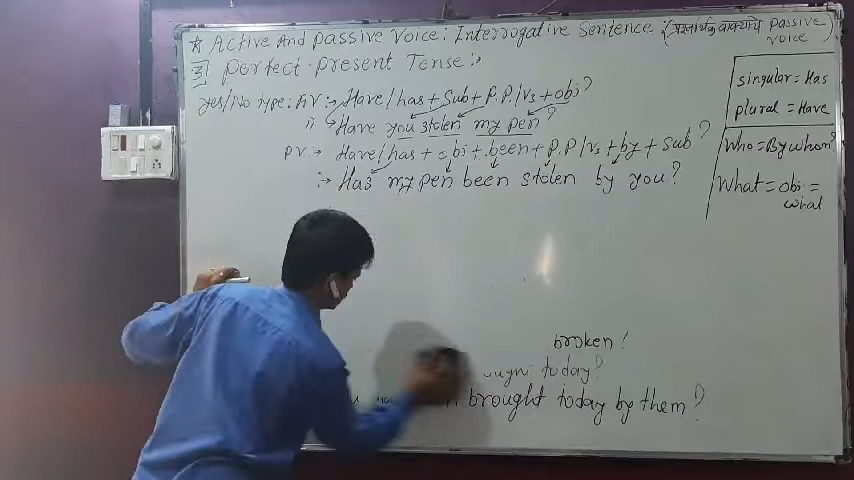 ★ Active And passive Voice: Interrogative Sentence: (प्रश्नार्थक वाक्याचे passive voice)
3] perfect present Tense:
Yes/No type: AV:→ Have/has + Sub + P.P/V3 + obj?
Have you stolen my pen?
PV:→ Have/has + obj + been + P.P/V3 + by + sub?
:→ Has my pen been stolen by you?
singular = Has
plural = Have
Who = By whom?
What = obj = what
broken
today?
brought today by them?